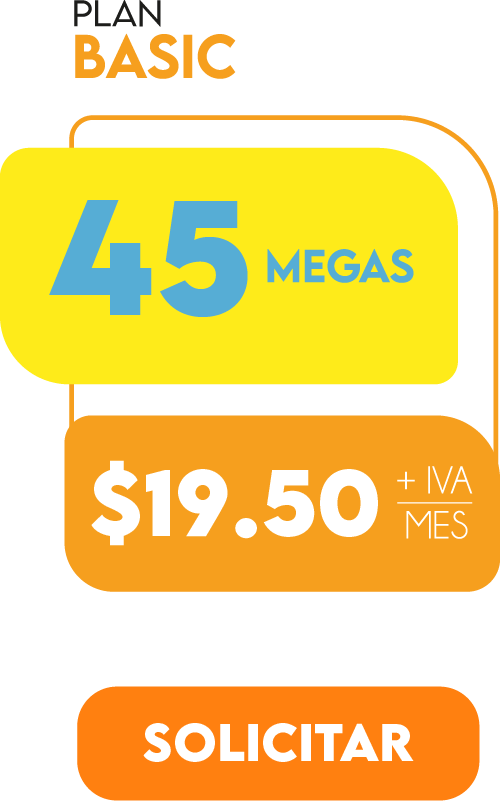 PLAN
BASIC
45 MEGAS
$19.50 + IVA
MES
SOLICITAR